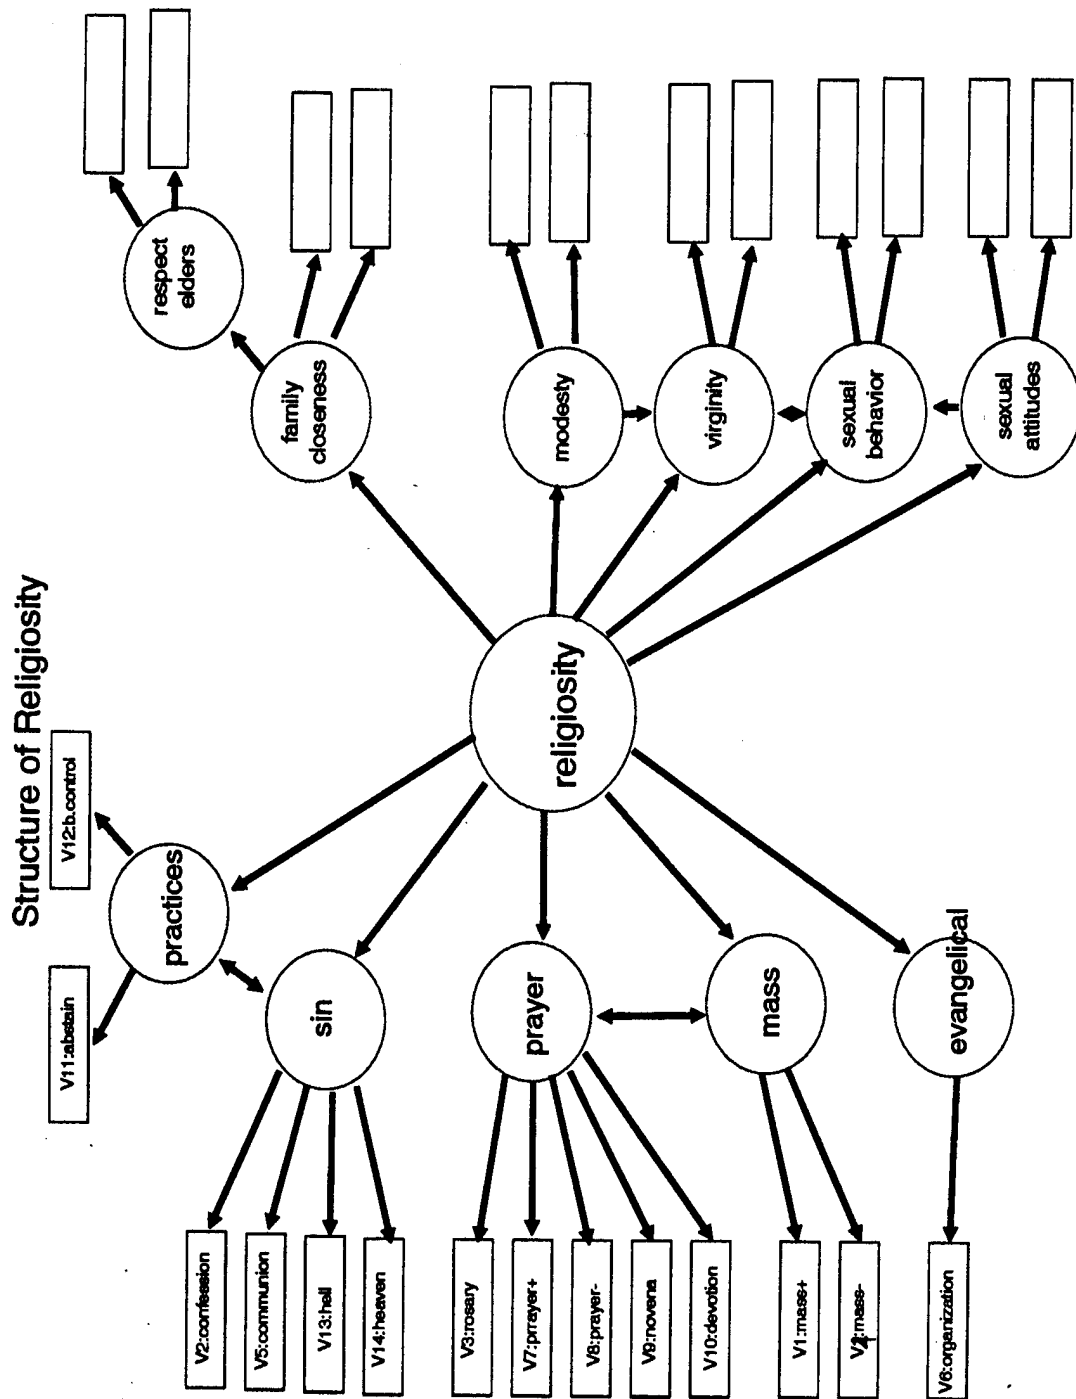 Structure of Religiosity
V11:abstain
V12:b.control
practices
respect
elders
family
closeness
sin
V2:confession
V5:communion
V13:hell
V14:heaven
religiosity
prayer
V3:rosary
V7:prrayer+
V8:prayer-
V9:novena
V10:devotion
modesty
virginity
mass
V1:mass+
sexual
behavior
evangelical
V6:organization
sexual
attitudes